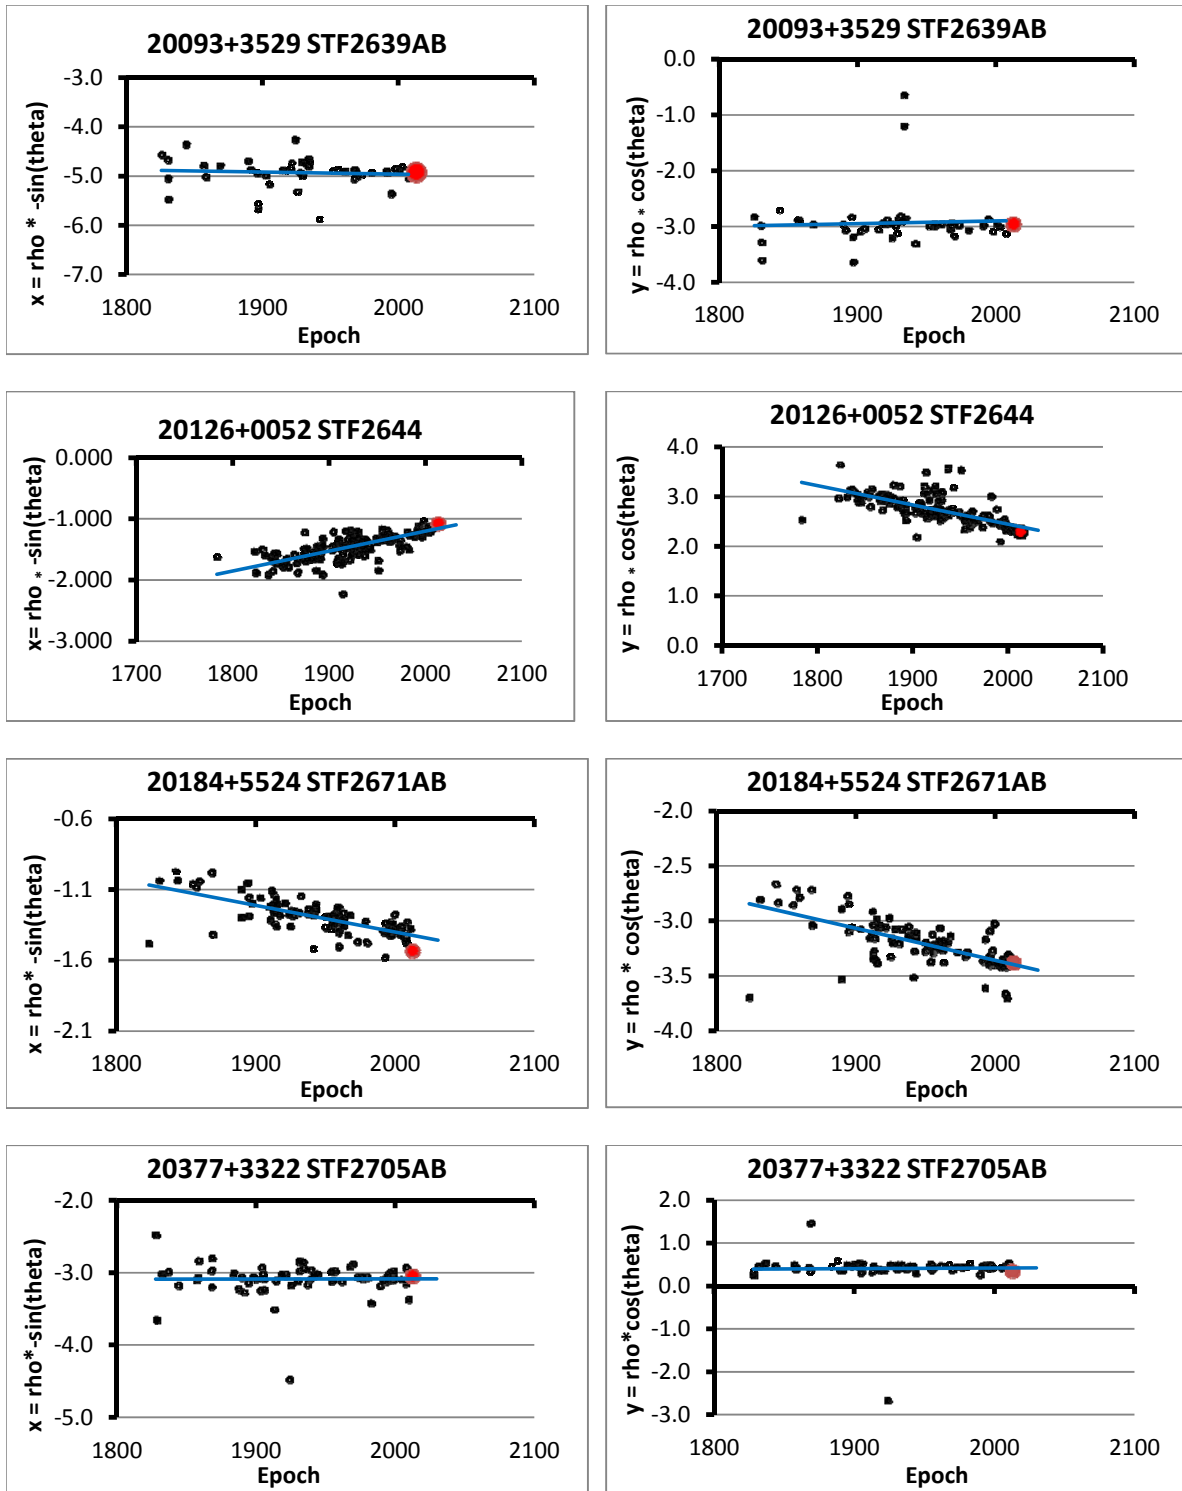 20093+3529 STF2639AB
-3.0
-4.0
-5.0
-6.0
-7.0
1800 1900 2000 2100
Epoch
x = rho * -sin(theta)
20093+3529 STF2639AB
0.0
-1.0
-2.0
-3.0
-4.0
1800 1900 2000 2100
Epoch
y = rho * cos(theta)
20126+0052 STF2644
0.000
-1.000
-2.000
-3.000
1700 1800 1900 2000 2100
Epoch
x= rho * -sin(theta)
20126+0052 STF2644
4.0
3.0
2.0
1.0
0.0
1700 1800 1900 2000 2100
Epoch
y = rho * cos(theta)
20184+5524 STF2671AB
-0.6
-1.1
-1.6
-2.1
1800 1900 2000 2100
Epoch
x = rho* -sin(theta)
20184+5524 STF2671AB
-2.0
-2.5
-3.0
-3.5
-4.0
1800 1900 2000 2100
Epoch
y = rho * cos(theta)
20377+3322 STF2705AB
-2.0
-3.0
-4.0
-5.0
1800 1900 2000 2100
Epoch
x = rho*-sin(theta)
20377+3322 STF2705AB
2.0
1.0
0.0
-1.0
-2.0
-3.0
1800 1900 2000 2100
Epoch
y = rho*cos(theta)